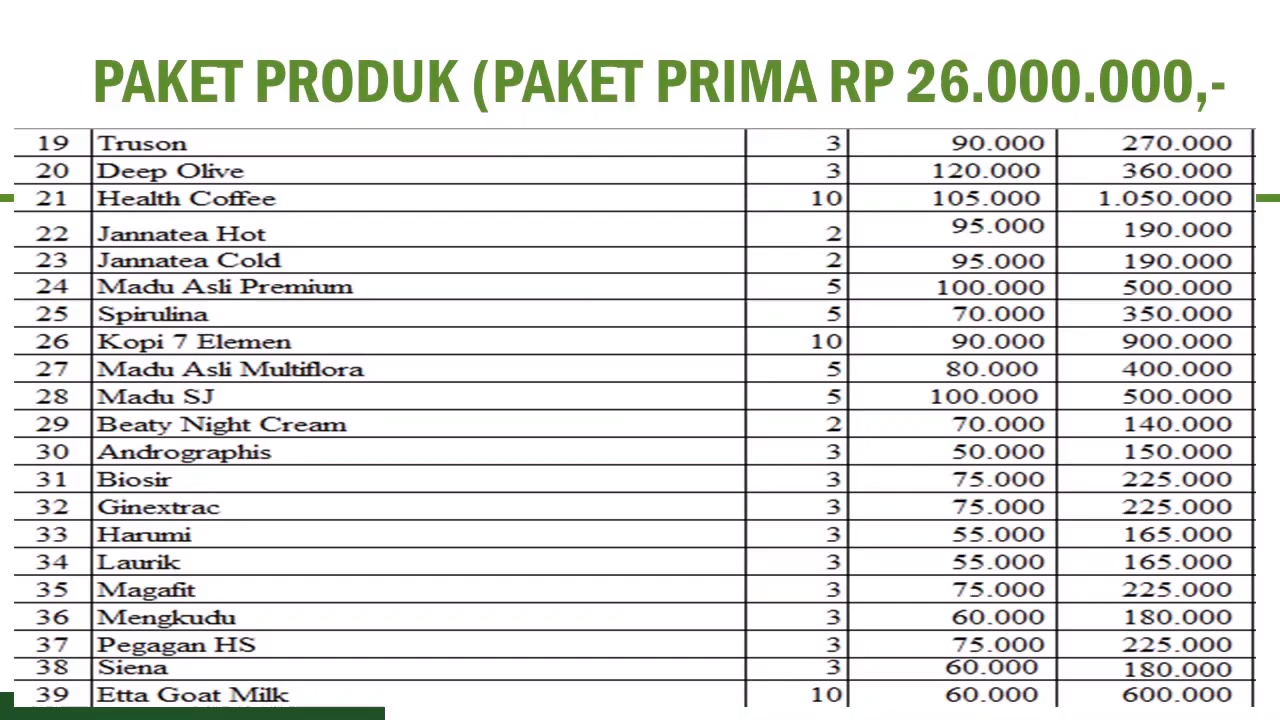 PAKET PRODUK (PAKET PRIMA RP 26.000.000,-
19 Truson 3 90.000 270.000
20 Deep Olive 3 120.000 360.000
21 Health Coffee 10 105.000 1.050.000
22 Jannatea Hot 2 95.000 190.000
23 Jannatea Cold 2 95.000 190.000
24 Madu Asli Premium 5 100.000 500.000
25 Spirulina 5 70.000 350.000
26 Kopi 7 Elemen 10 90.000 900.000
27 Madu Asli Multiflora 5 80.000 400.000
28 Madu SJ 5 100.000 500.000
29 Beaty Night Cream 2 70.000 140.000
30 Andrographis 3 50.000 150.000
31 Biosir 3 75.000 225.000
32 Ginextrac 3 75.000 225.000
33 Harumi 3 55.000 165.000
34 Laurik 3 55.000 165.000
35 Magafit 3 75.000 225.000
36 Mengkudu 3 60.000 180.000
37 Pegagan HS 3 75.000 225.000
38 Siena 3 60.000 180.000
39 Etta Goat Milk 10 60.000 600.000